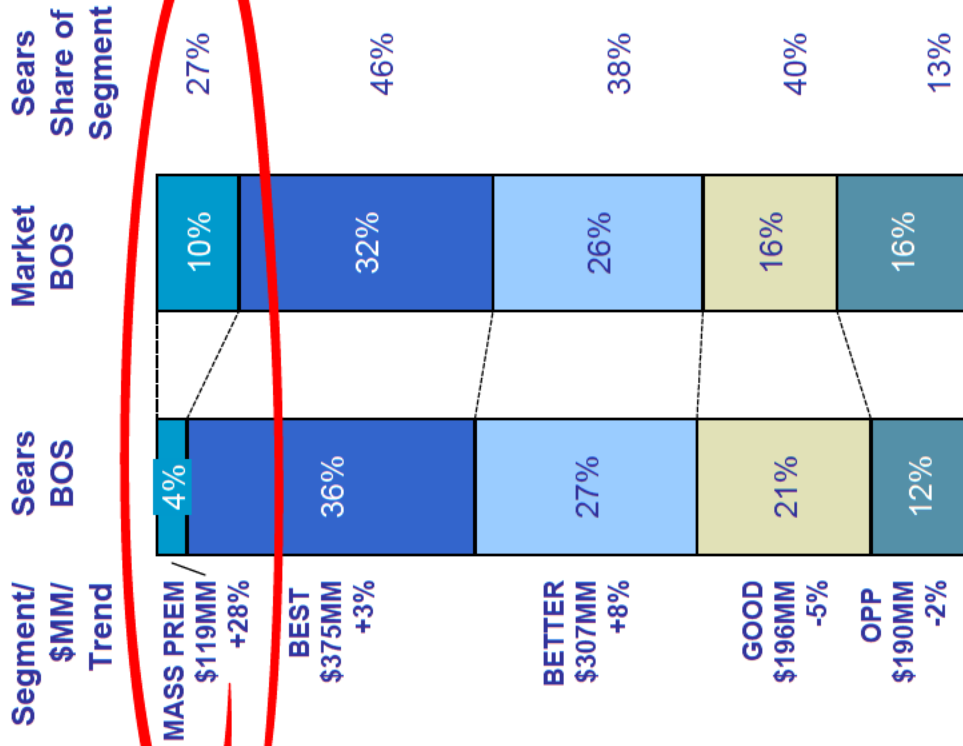 Segment/
$MM/
Trend
Sears
BOS
Market
BOS
Sears
Share of
Segment
MASS PREM
$119MM
+28%
4%
10%
27%
BEST
$375MM
+3%
36%
32%
46%
BETTER
$307MM
+8%
27%
26%
38%
GOOD
$196MM
-5%
21%
16%
40%
OPP
$190MM
-2%
12%
16%
13%